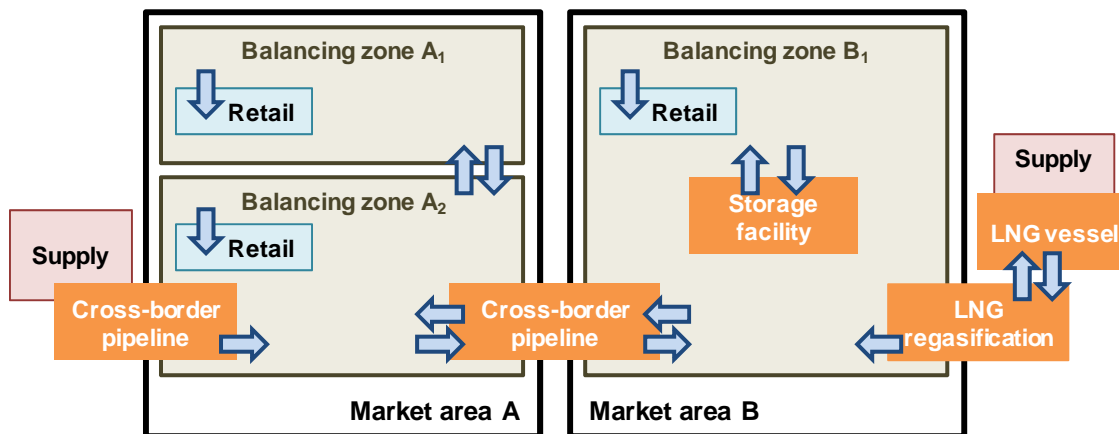 Balancing zone A₁
Retail
Balancing zone A₂
Retail
Supply
Cross-border
pipeline
Cross-border
pipeline
Market area A
Balancing zone B₁
Retail
Storage
facility
Supply
LNG vessel
LNG
regasification
Market area B